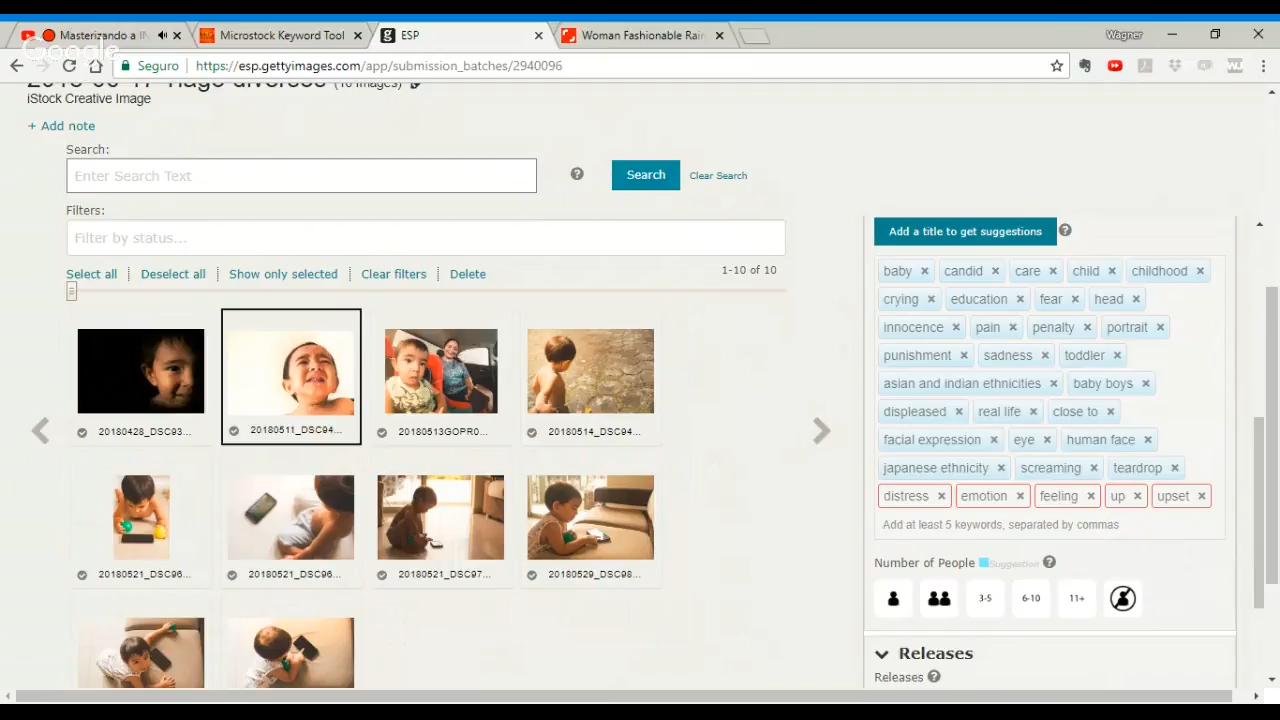 Masterizando a IN
Microstock Keyword Tool
ESP
Woman Fashionable Rain
Wagner
Google
Seguro
https://esp.gettyimages.com/app/submission_batches/2940096
iStock Creative Image
+ Add note
Search:
Enter Search Text
Search
Clear Search
Filters:
Filter by status...
Select all
Deselect all
Show only selected
Clear filters
Delete
1-10 of 10
20180428_DSC93...
20180511_DSC94...
20180513GOPR0...
20180514_DSC94...
20180521_DSC96...
20180521_DSC96...
20180521_DSC97...
20180529_DSC98...
Add a title to get suggestions
baby × candid × care × child × childhood ×
crying × education × fear × head ×
innocence × pain × penalty × portrait ×
punishment × sadness × toddler ×
asian and indian ethnicities × baby boys ×
displeased × real life × close to ×
facial expression × eye × human face ×
japanese ethnicity × screaming × teardrop ×
distress × emotion × feeling × up × upset ×
Add at least 5 keywords, separated by commas
Number of People Suggestion
3-5 6-10 11+
Releases
Releases